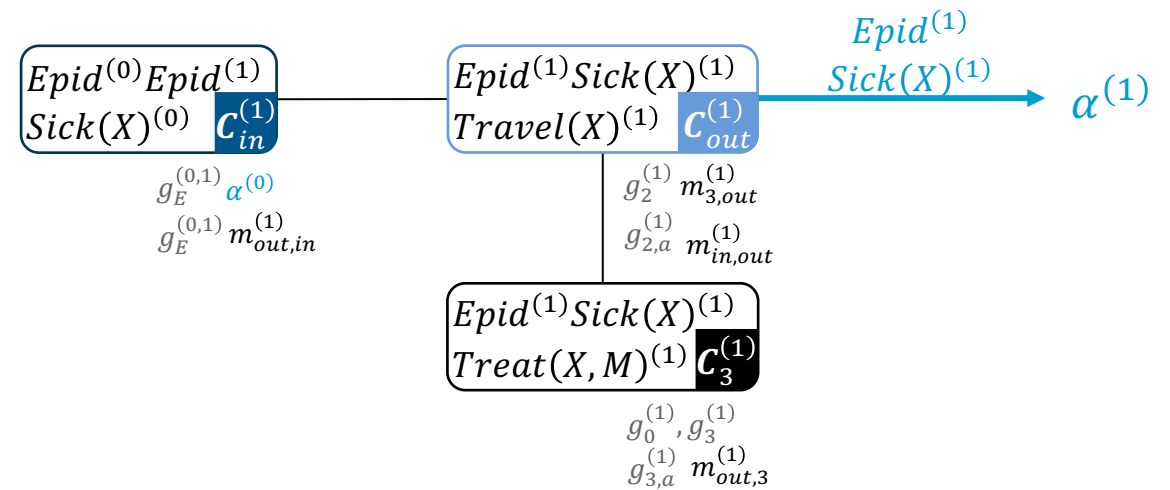 Epid⁽⁰⁾Epid⁽¹⁾
Sick(X)⁽⁰⁾ C_in⁽¹⁾
g_E⁽⁰,¹⁾ α⁽⁰⁾
g_E⁽⁰,¹⁾ m_out,in⁽¹⁾
Epid⁽¹⁾Sick(X)⁽¹⁾
Travel(X)⁽¹⁾ C_out⁽¹⁾
g_2⁽¹⁾ m_3,out⁽¹⁾
g_2,a⁽¹⁾ m_in,out⁽¹⁾
Epid⁽¹⁾
Sick(X)⁽¹⁾
α⁽¹⁾
Epid⁽¹⁾Sick(X)⁽¹⁾
Treat(X, M)⁽¹⁾ C_3⁽¹⁾
g_0⁽¹⁾, g_3⁽¹⁾
g_3,a⁽¹⁾ m_out,3⁽¹⁾